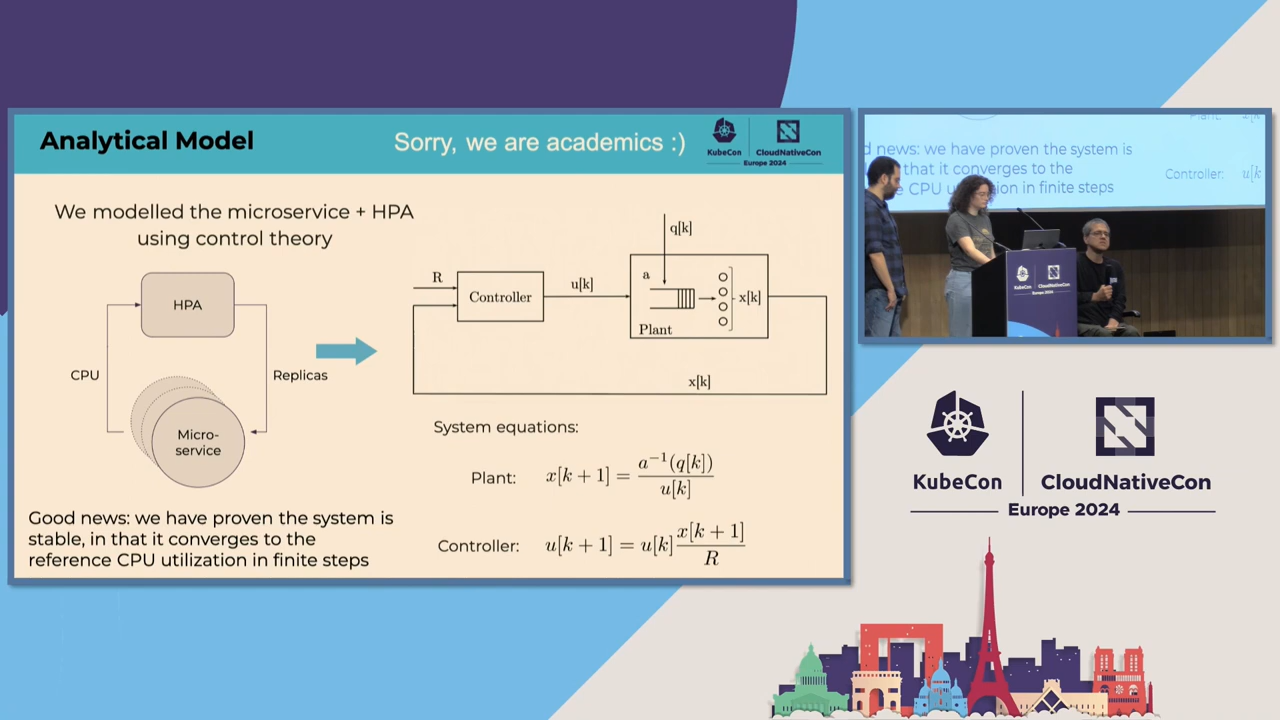 Analytical Model
Sorry, we are academics :)
KubeCon
CloudNativeCon
Europe 2024
We modelled the microservice + HPA
using control theory
HPA
CPU
Replicas
Micro-
service
R
Controller
u[k]
q[k]
a
x[k]
Plant
x[k]
System equations:
Plant: x[k + 1] = a⁻¹(q[k]) / u[k]
Controller: u[k + 1] = u[k] x[k + 1] / R
Good news: we have proven the system is
stable, in that it converges to the
reference CPU utilization in finite steps
d news: we have proven the system is
that it converges to the
CPU utilization in finite steps
Controller: u[k
KubeCon
CloudNativeCon
Europe 2024